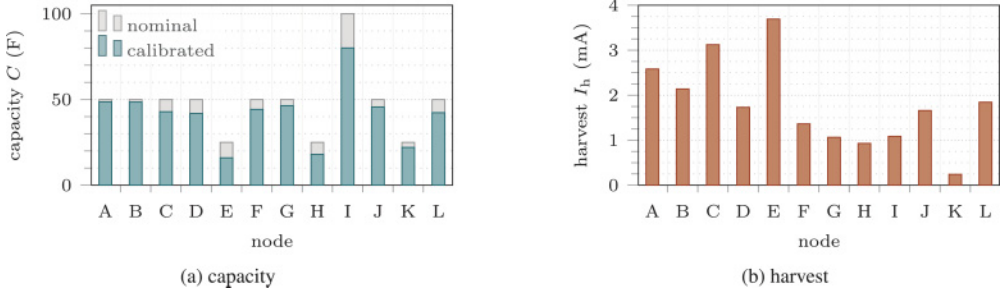 100
50
0
capacity C (F)
nominal
calibrated
A B C D E F G H I J K L
node
(a) capacity
4
3
2
1
0
harvest Iₕ (mA)
A B C D E F G H I J K L
node
(b) harvest